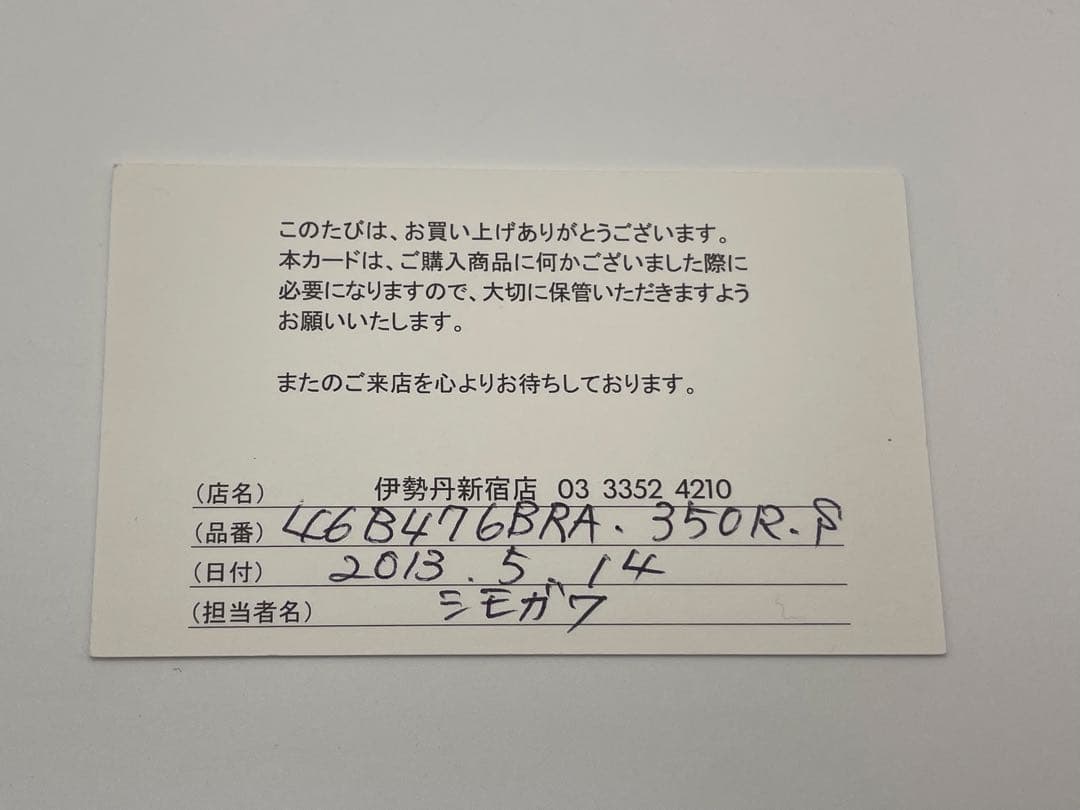 このたびは、お買い上げありがとうございます。
本カードは、ご購入商品に何かございました際に
必要になりますので、大切に保管いただきますよう
お願いいたします。
またのご来店を心よりお待ちしております。
(店名) 伊勢丹新宿店 03 3352 4210
(品番) 46B476BRA. 350R.
(日付) 2013.5.14
(担当者名) シモガワ